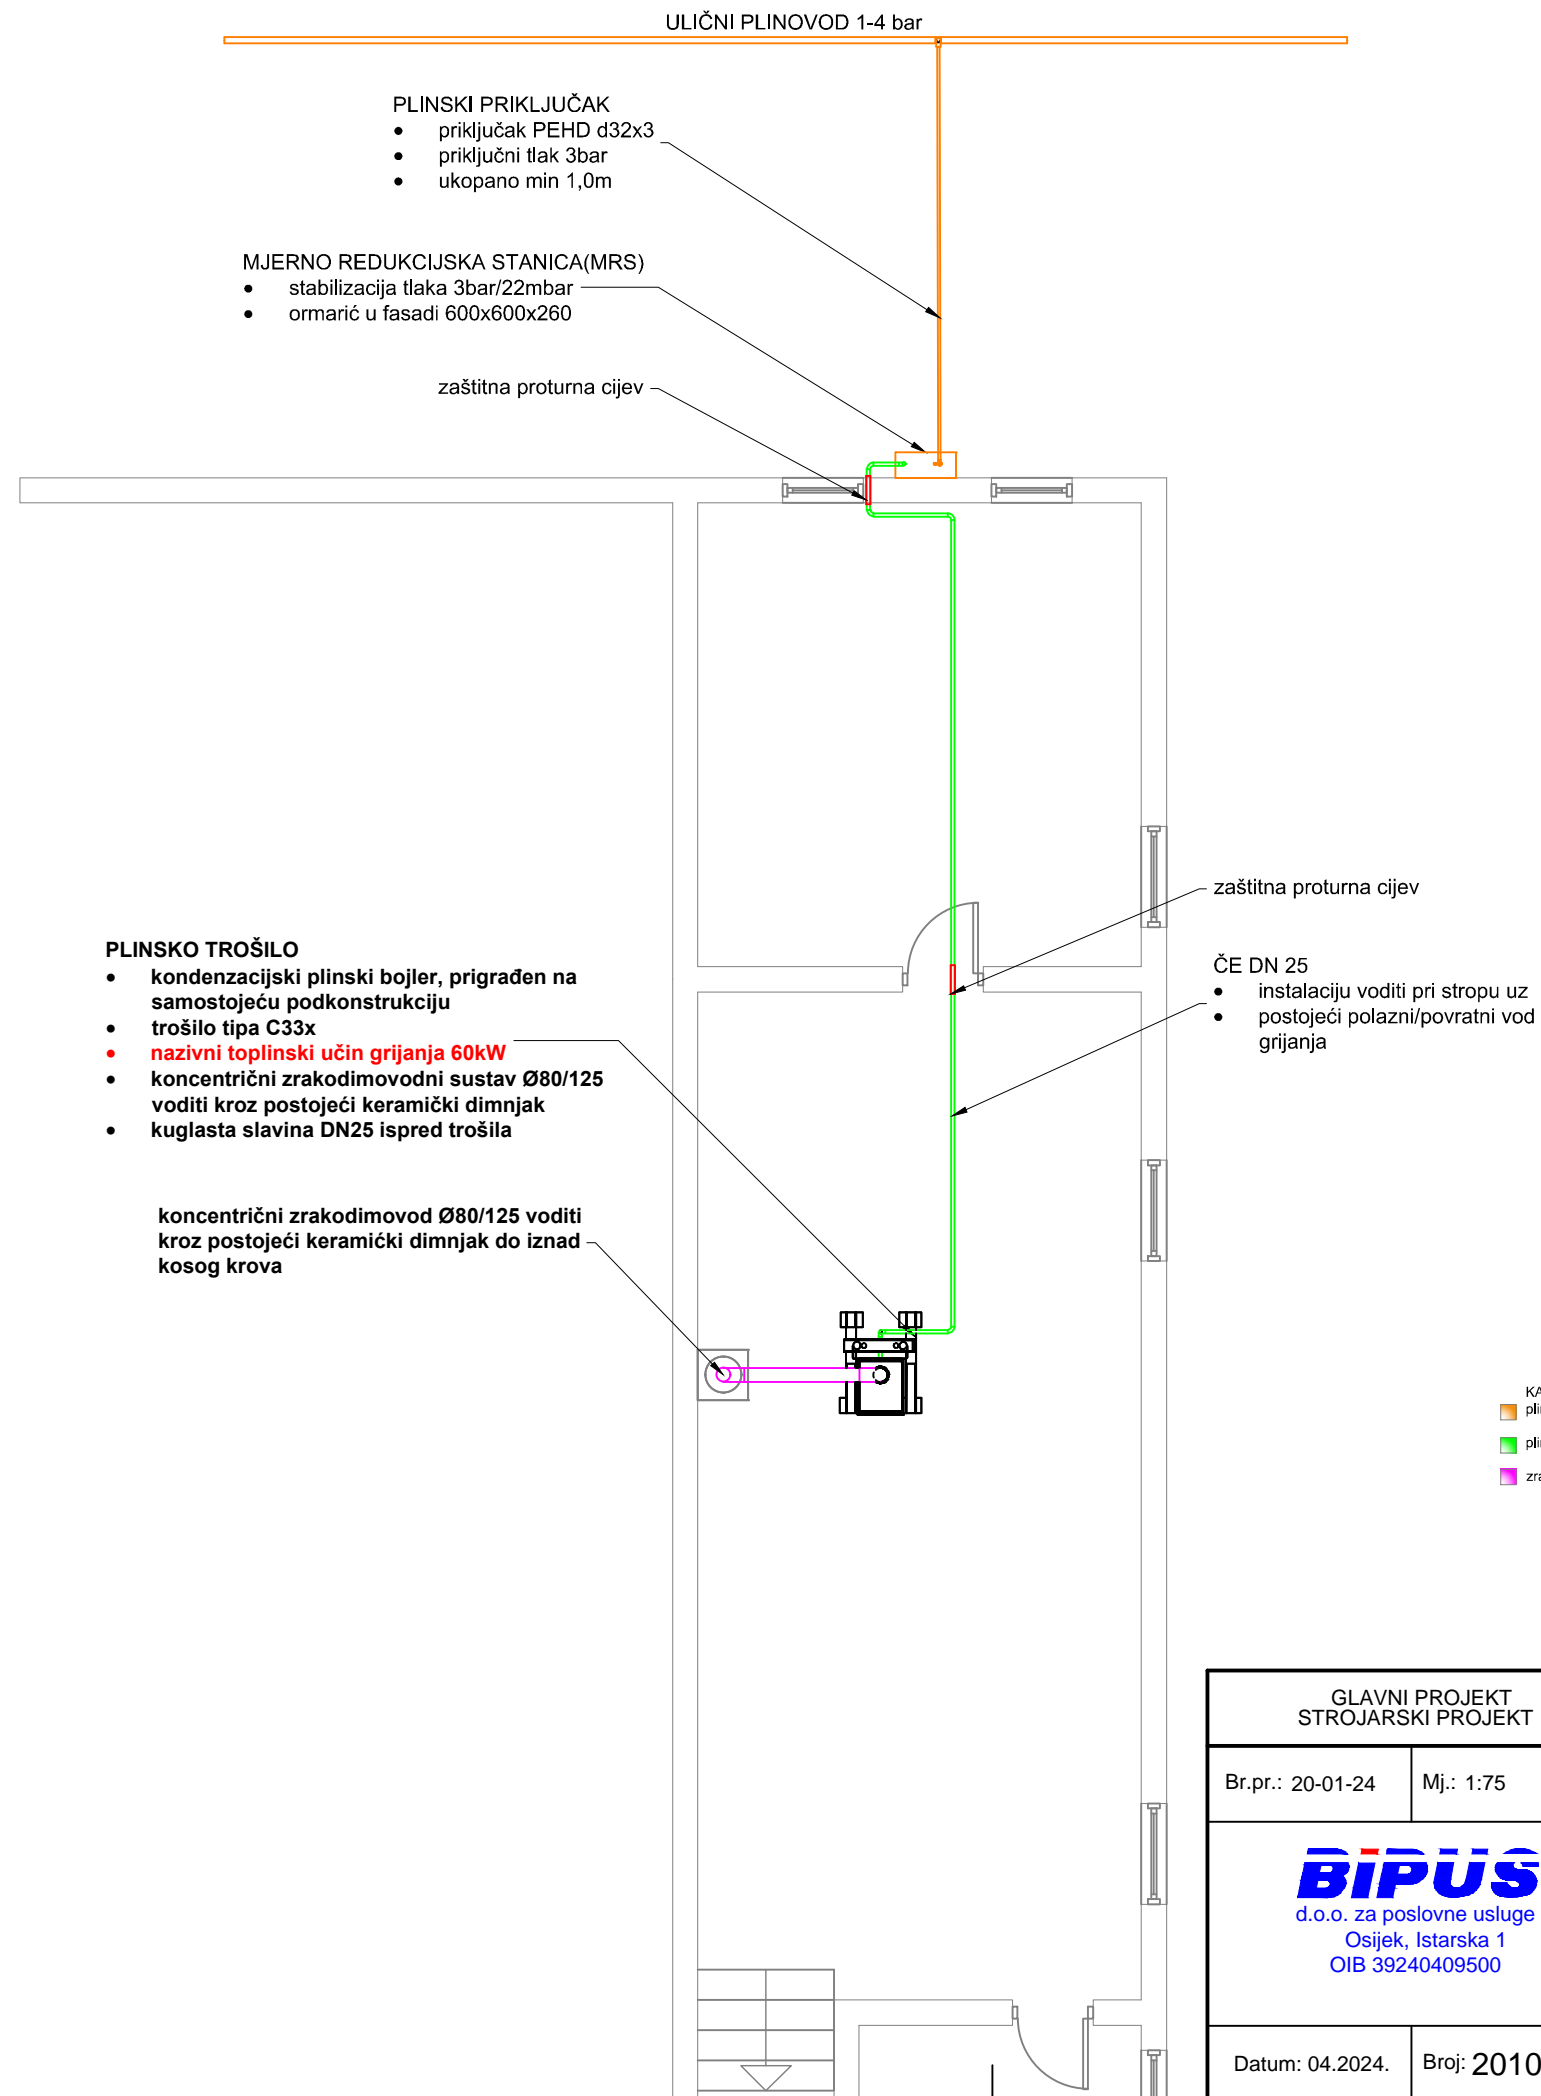 ULIČNI PLINOVOD 1-4 bar
PLINSKI PRIKLJUČAK
• priključak PEHD d32x3
• priključni tlak 3bar
• ukopano min 1,0m
MJERNO REDUKCIJSKA STANICA(MRS)
• stabilizacija tlaka 3bar/22mbar
• ormarić u fasadi 600x600x260
zaštitna proturna cijev
zaštitna proturna cijev
ČE DN 25
• instalaciju voditi pri stropu uz
• postojeći polazni/povratni vod
grijanja
PLINSKO TROŠILO
• kondenzacijski plinski bojler, prigrađen na
samostojeću podkonstrukciju
• trošilo tipa C33x
• nazivni toplinski učin grijanja 60kW
• koncentrični zrakodimovodni sustav Ø80/125
voditi kroz postojeći keramički dimnjak
• kuglasta slavina DN25 ispred trošila
koncentrični zrakodimovod Ø80/125 voditi
kroz postojeći keramićki dimnjak do iznad
kosog krova
GLAVNI PROJEKT
STROJARSKI PROJEKT
Br.pr.: 20-01-24
Mj.: 1:75
BiPUS
d.o.o. za poslovne usluge
Osijek, Istarska 1
OIB 39240409500
Datum: 04.2024.
Broj: 2010